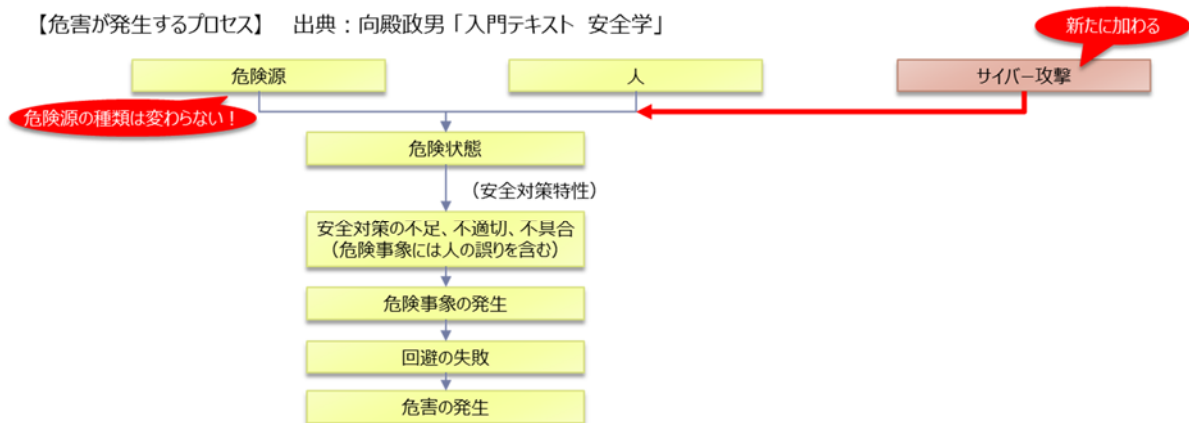 【危害が発生するプロセス】 出典：向殿政男「入門テキスト 安全学」
新たに加わる
危険源
人
サイバー攻撃
危険源の種類は変わらない！
危険状態
（安全対策特性）
安全対策の不足、不適切、不具合
（危険事象には人の誤りを含む）
危険事象の発生
回避の失敗
危害の発生